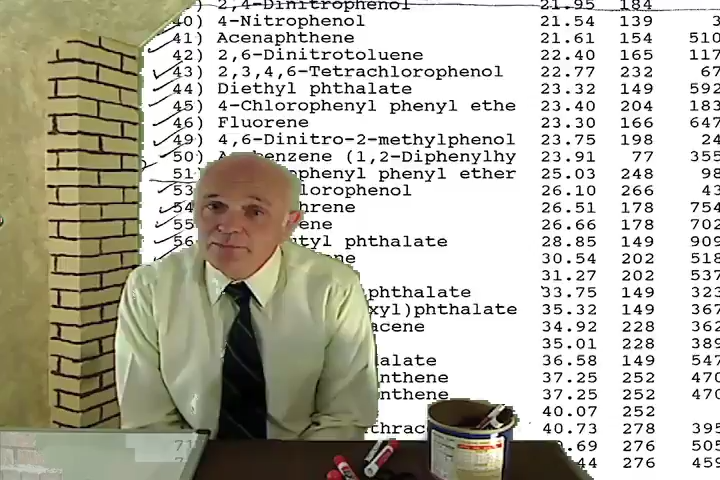 2,4-Dinitrophenol 21.95 184
40) 4-Nitrophenol 21.54 139 3
41) Acenaphthene 21.61 154 510
42) 2,6-Dinitrotoluene 22.40 165 117
43) 2,3,4,6-Tetrachlorophenol 22.77 232 67
44) Diethyl phthalate 23.32 149 592
45) 4-Chlorophenyl phenyl ethe 23.40 204 183
46) Fluorene 23.30 166 647
49) 4,6-Dinitro-2-methylphenol 23.75 198 24
50) (1,2-Diphenylhy 23.91 77 355
51 ophenyl phenyl ether 25.03 248 98
53 lorophenol 26.10 266 43
54 hrene 26.51 178 754
55 ene 26.66 178 702
56 utyl phthalate 28.85 149 909
ne 30.54 202 518
31.27 202 537
phthalate 33.75 149 323
xyl)phthalate 35.32 149 367
acene 34.92 228 362
35.01 228 389
alate 36.58 149 547
nthene 37.25 252 470
nthene 37.25 252 470
40.07 252
thrac 40.73 278 395
71 .69 276 505
44 276 459